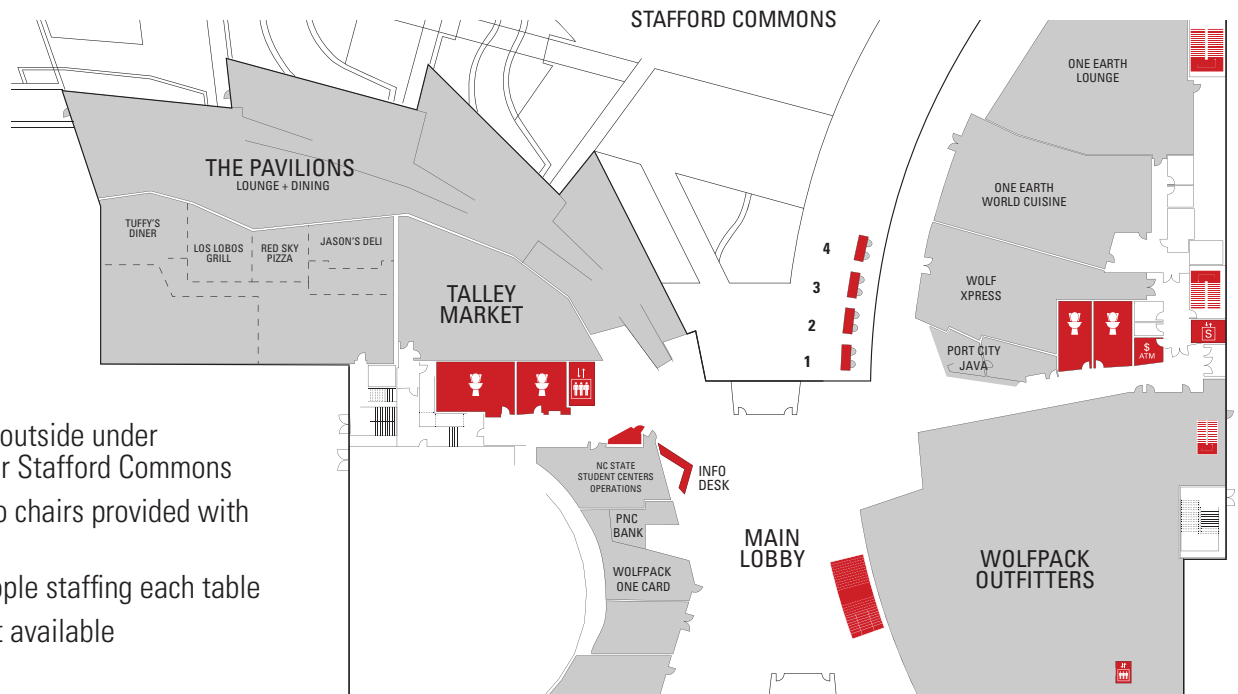 STAFFORD COMMONS
ONE EARTH
LOUNGE
THE PAVILIONS
LOUNGE + DINING
ONE EARTH
WORLD CUISINE
TUFFY'S
DINER
LOS LOBOS
GRILL
RED SKY
PIZZA
JASON'S DELI
4
3
2
1
TALLEY
MARKET
WOLF
XPRESS
S
$
ATM
PORT CITY
JAVA
outside under
r Stafford Commons
o chairs provided with
ple staffing each table
t available
NC STATE
STUDENT CENTERS
OPERATIONS
INFO
DESK
PNC
BANK
WOLFPACK
ONE CARD
MAIN
LOBBY
WOLFPACK
OUTFITTERS